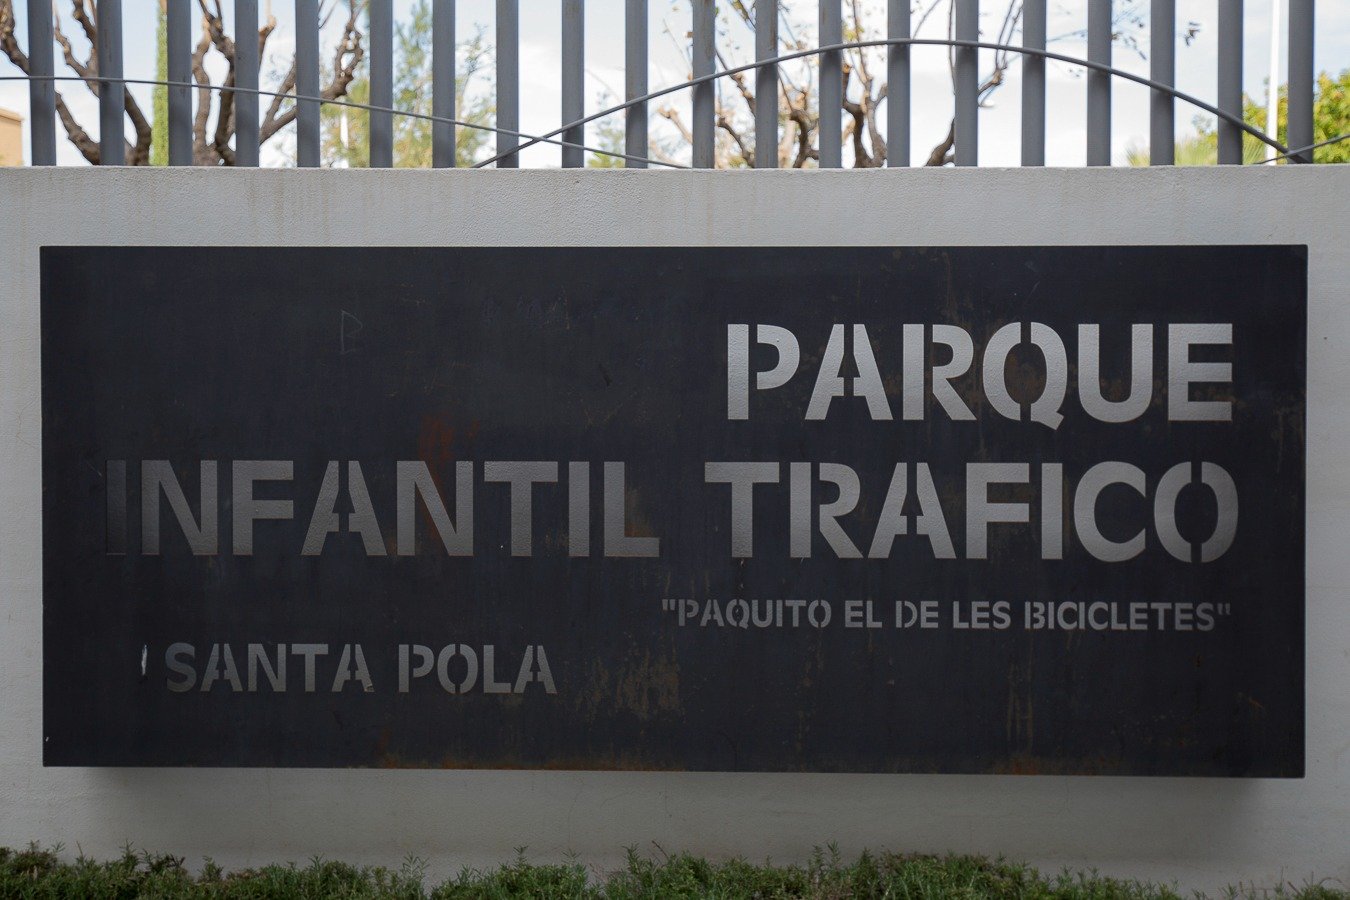 PARQUE
INFANTIL TRAFICO
"PAQUITO EL DE LES BICICLETES"
SANTA POLA